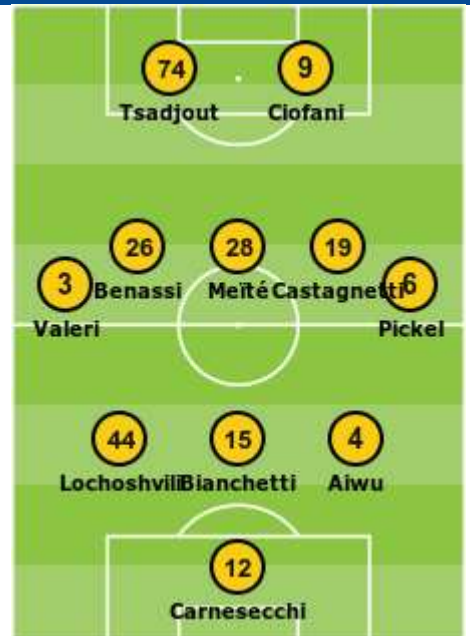 74 9
Tsadjout Ciofani
26 28 19
3 6
Benassi Meïté Castagnetti
Valeri Pickel
44 15 4
Lochoshvili Bianchetti Aiwu
12
Carnesecchi